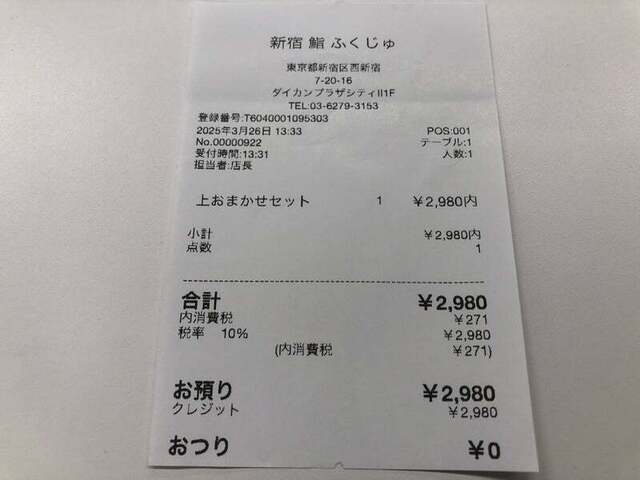 新宿 鮨 ふくじゅ
東京都新宿区西新宿
7-20-16
ダイカンプラザシティII1F
TEL:03-6279-3153
登録番号:T6040001095303
2025年3月26日 13:33 POS:001
No.00000922 テーブル:1
受付時間:13:31 人数:1
担当者:店長
上おまかせセット 1 ¥2,980内
小計 ¥2,980内
点数 1
合計 ¥2,980
内消費税 ¥271
税率 10% ¥2,980
(内消費税 ¥271)
お預り ¥2,980
クレジット ¥2,980
おつり ¥0